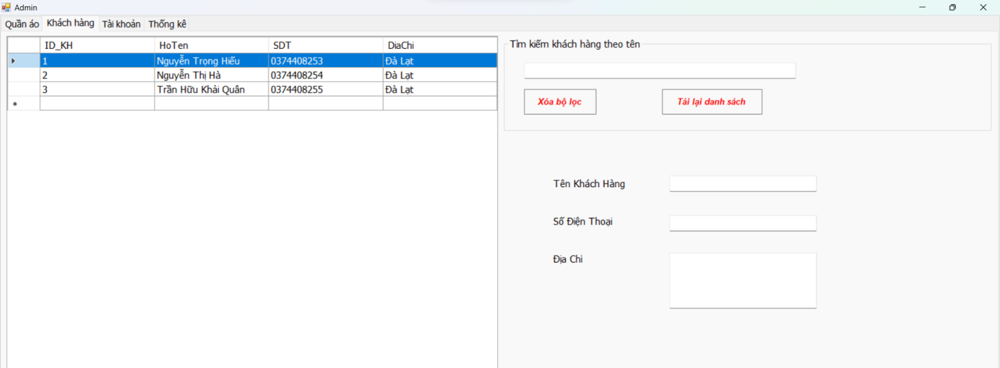 Admin
Quần áo Khách hàng Tài khoản Thống kê
ID_KH HoTen SDT DiaChi
1 Nguyễn Trọng Hiếu 0374408253 Đà Lạt
2 Nguyễn Thị Hà 0374408254 Đà Lạt
3 Trần Hữu Khải Quân 0374408255 Đà Lạt
Tìm kiếm khách hàng theo tên
Xóa bộ lọc Tải lại danh sách
Tên Khách Hàng
Số Điện Thoại
Địa Chi